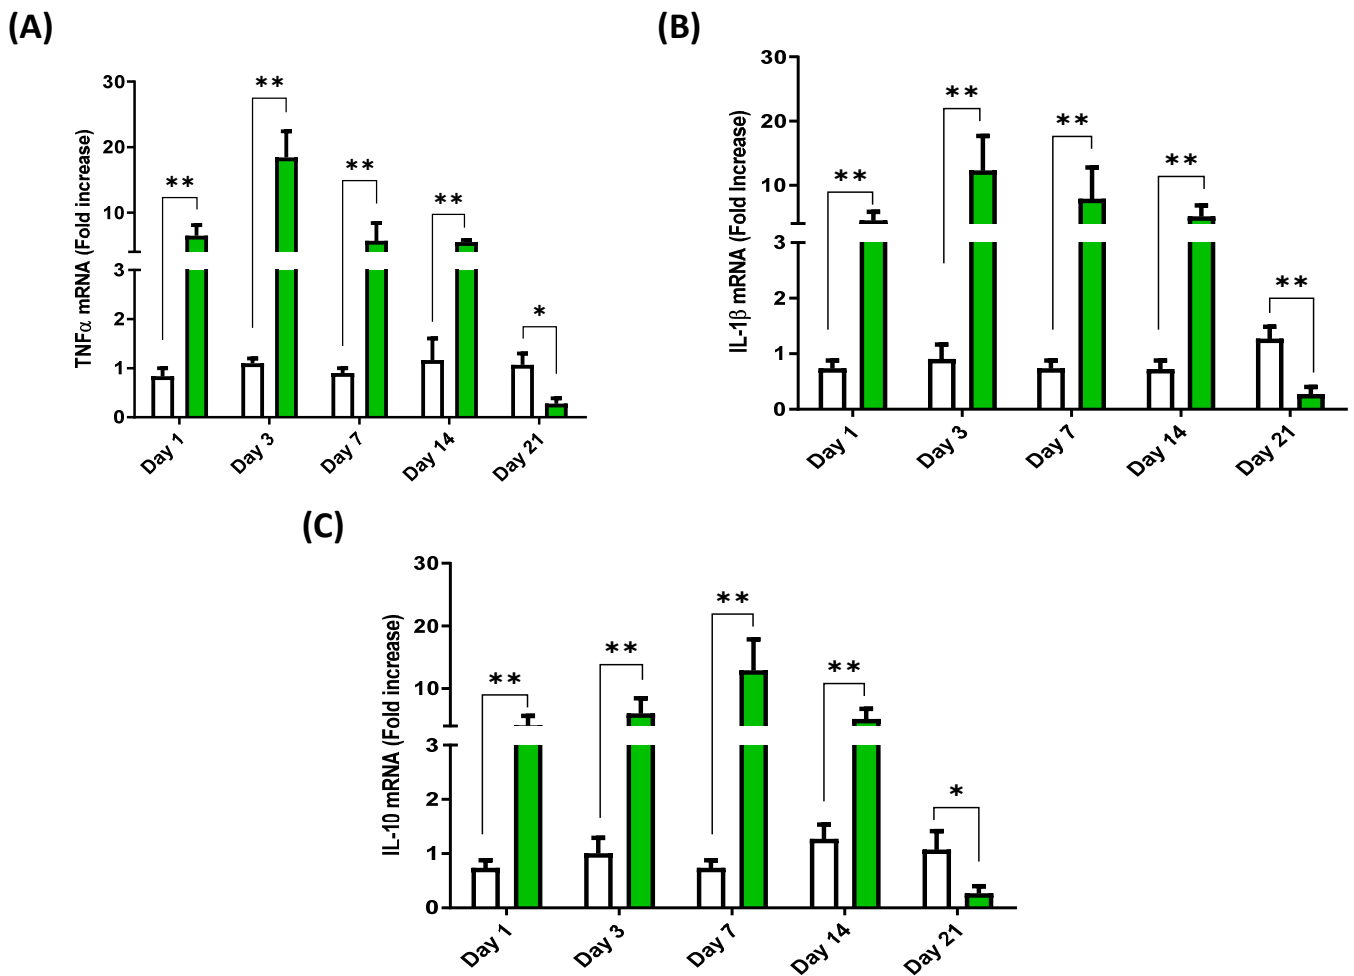 (A)
TNFα mRNA (Fold increase)
30
20
10
3
2
1
0
**
**
**
**
*
Day 1
Day 3
Day 7
Day 14
Day 21
(B)
IL-1β mRNA (Fold Increase)
30
20
10
3
2
1
0
**
**
**
**
**
Day 1
Day 3
Day 7
Day 14
Day 21
(C)
IL-10 mRNA (Fold increase)
30
20
10
3
2
1
0
**
**
**
**
*
Day 1
Day 3
Day 7
Day 14
Day 21